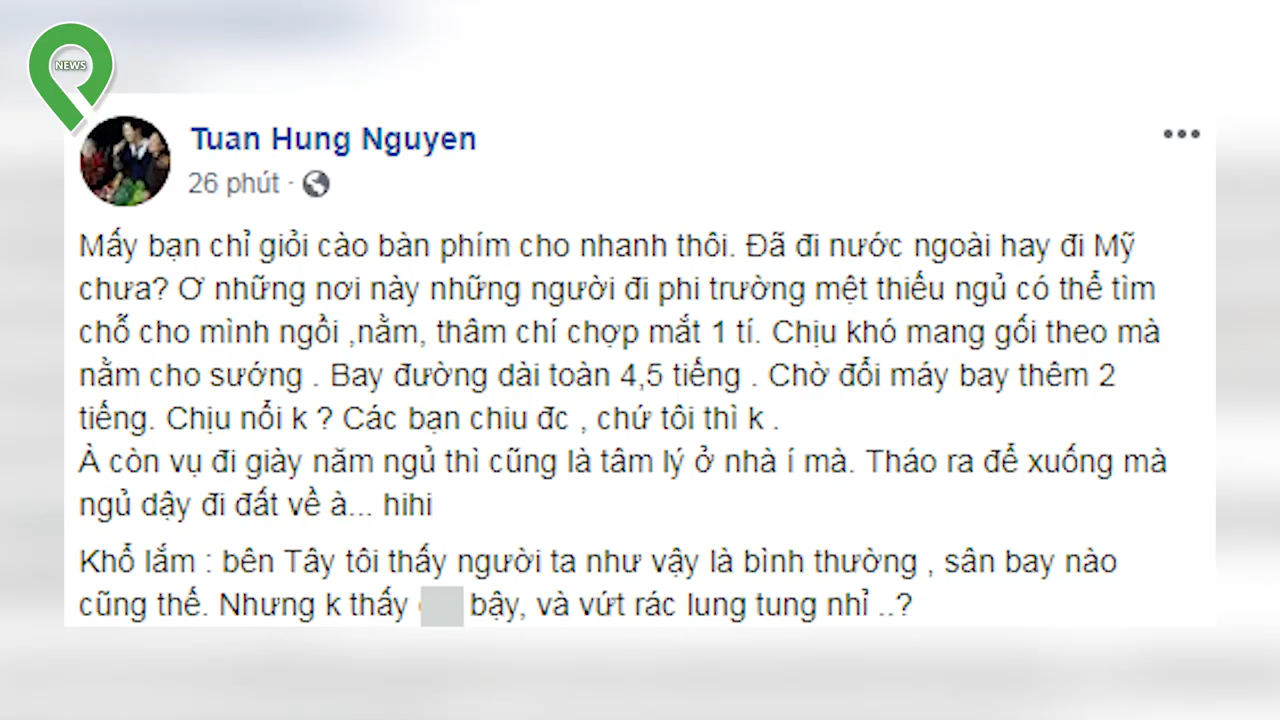 NEWS
Tuan Hung Nguyen
26 phút ·
Mấy bạn chỉ giỏi cào bàn phím cho nhanh thôi. Đã đi nước ngoài hay đi Mỹ
chưa? Ơ những nơi này những người đi phi trường mệt thiếu ngủ có thể tìm
chỗ cho mình ngồi ,nằm, thâm chí chợp mắt 1 tí. Chịu khó mang gối theo mà
nằm cho sướng . Bay đường dài toàn 4,5 tiếng . Chờ đổi máy bay thêm 2
tiếng. Chịu nổi k ? Các bạn chiu đc , chứ tôi thì k .
À còn vụ đi giày năm ngủ thì cũng là tâm lý ở nhà í mà. Tháo ra để xuống mà
ngủ dậy đi đất về à... hihi
Khổ lắm : bên Tây tôi thấy người ta như vậy là bình thường , sân bay nào
cũng thế. Nhưng k thấy bậy, và vứt rác lung tung nhỉ ..?